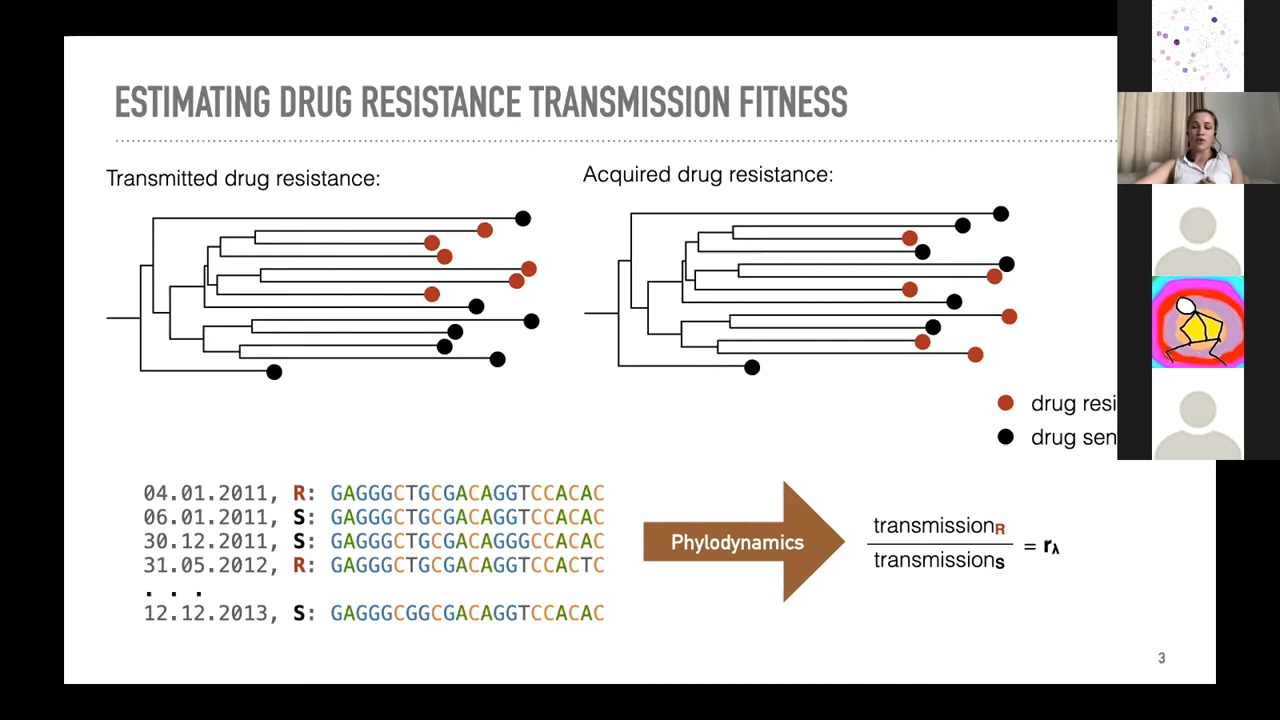 ESTIMATING DRUG RESISTANCE TRANSMISSION FITNESS
Transmitted drug resistance:
Acquired drug resistance:
drug resi
drug sen
04.01.2011, R: GAGGGCTGCGACAGGTCCACAC
06.01.2011, S: GAGGGCTGCGACAGGTCCACAC
30.12.2011, S: GAGGGCTGCGACAGGGCCACAC
31.05.2012, R: GAGGGCTGCGACAGGTCCACTC
. . .
12.12.2013, S: GAGGGCGGCGACAGGTCCACAC
Phylodynamics
transmissionR
transmissionS
= rλ
3